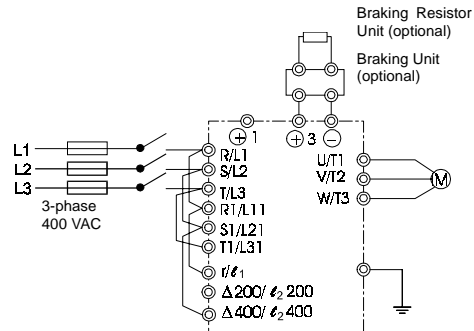 Braking Resistor
Unit (optional)
Braking Unit
(optional)
⊕ 1
⊕ 3
⊖
L1
L2
L3
3-phase
400 VAC
R/L1
S/L2
T/L3
R1/L11
S1/L21
T1/L31
r/ℓ1
Δ200/ ℓ2 200
Δ400/ ℓ2 400
U/T1
V/T2
W/T3
M